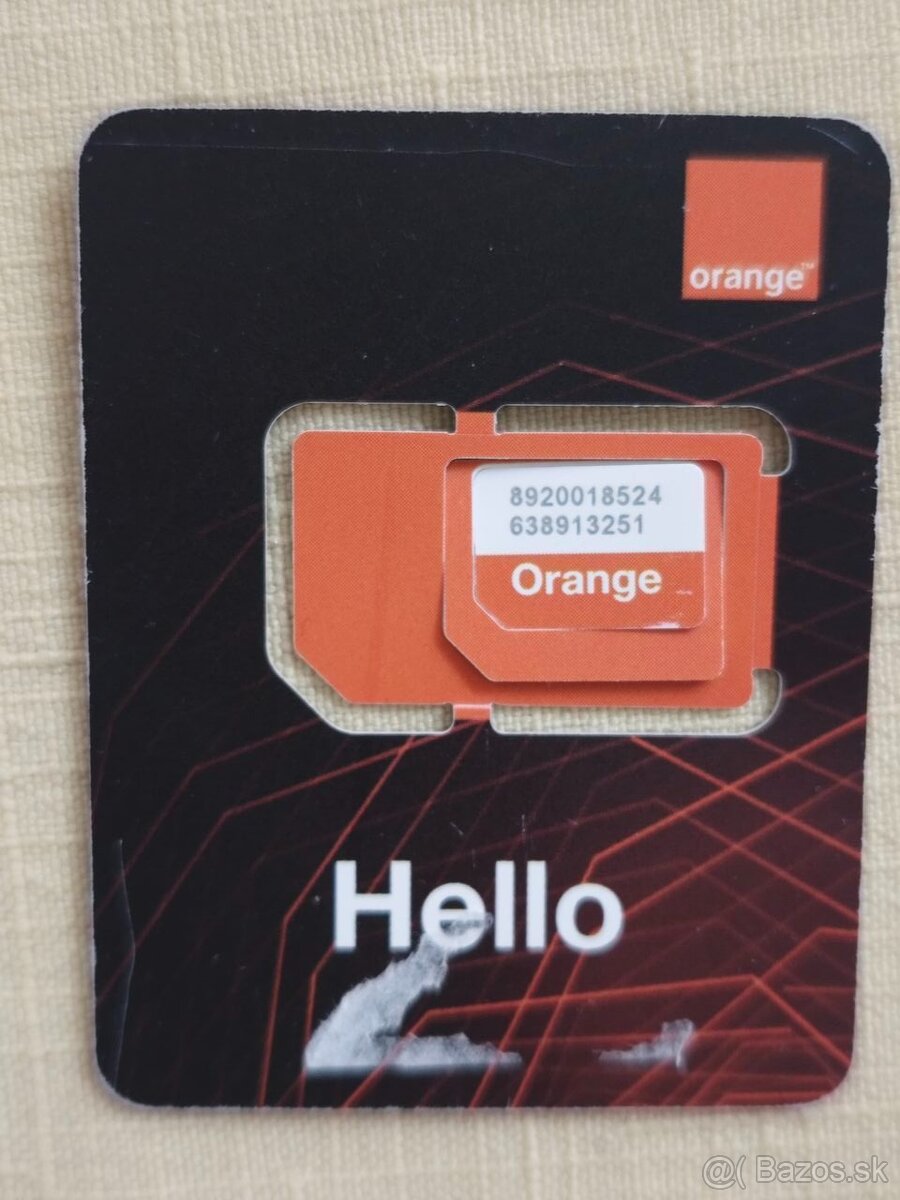 orange™
8920018524
638913251
Orange
Hello
@( Bazos.sk